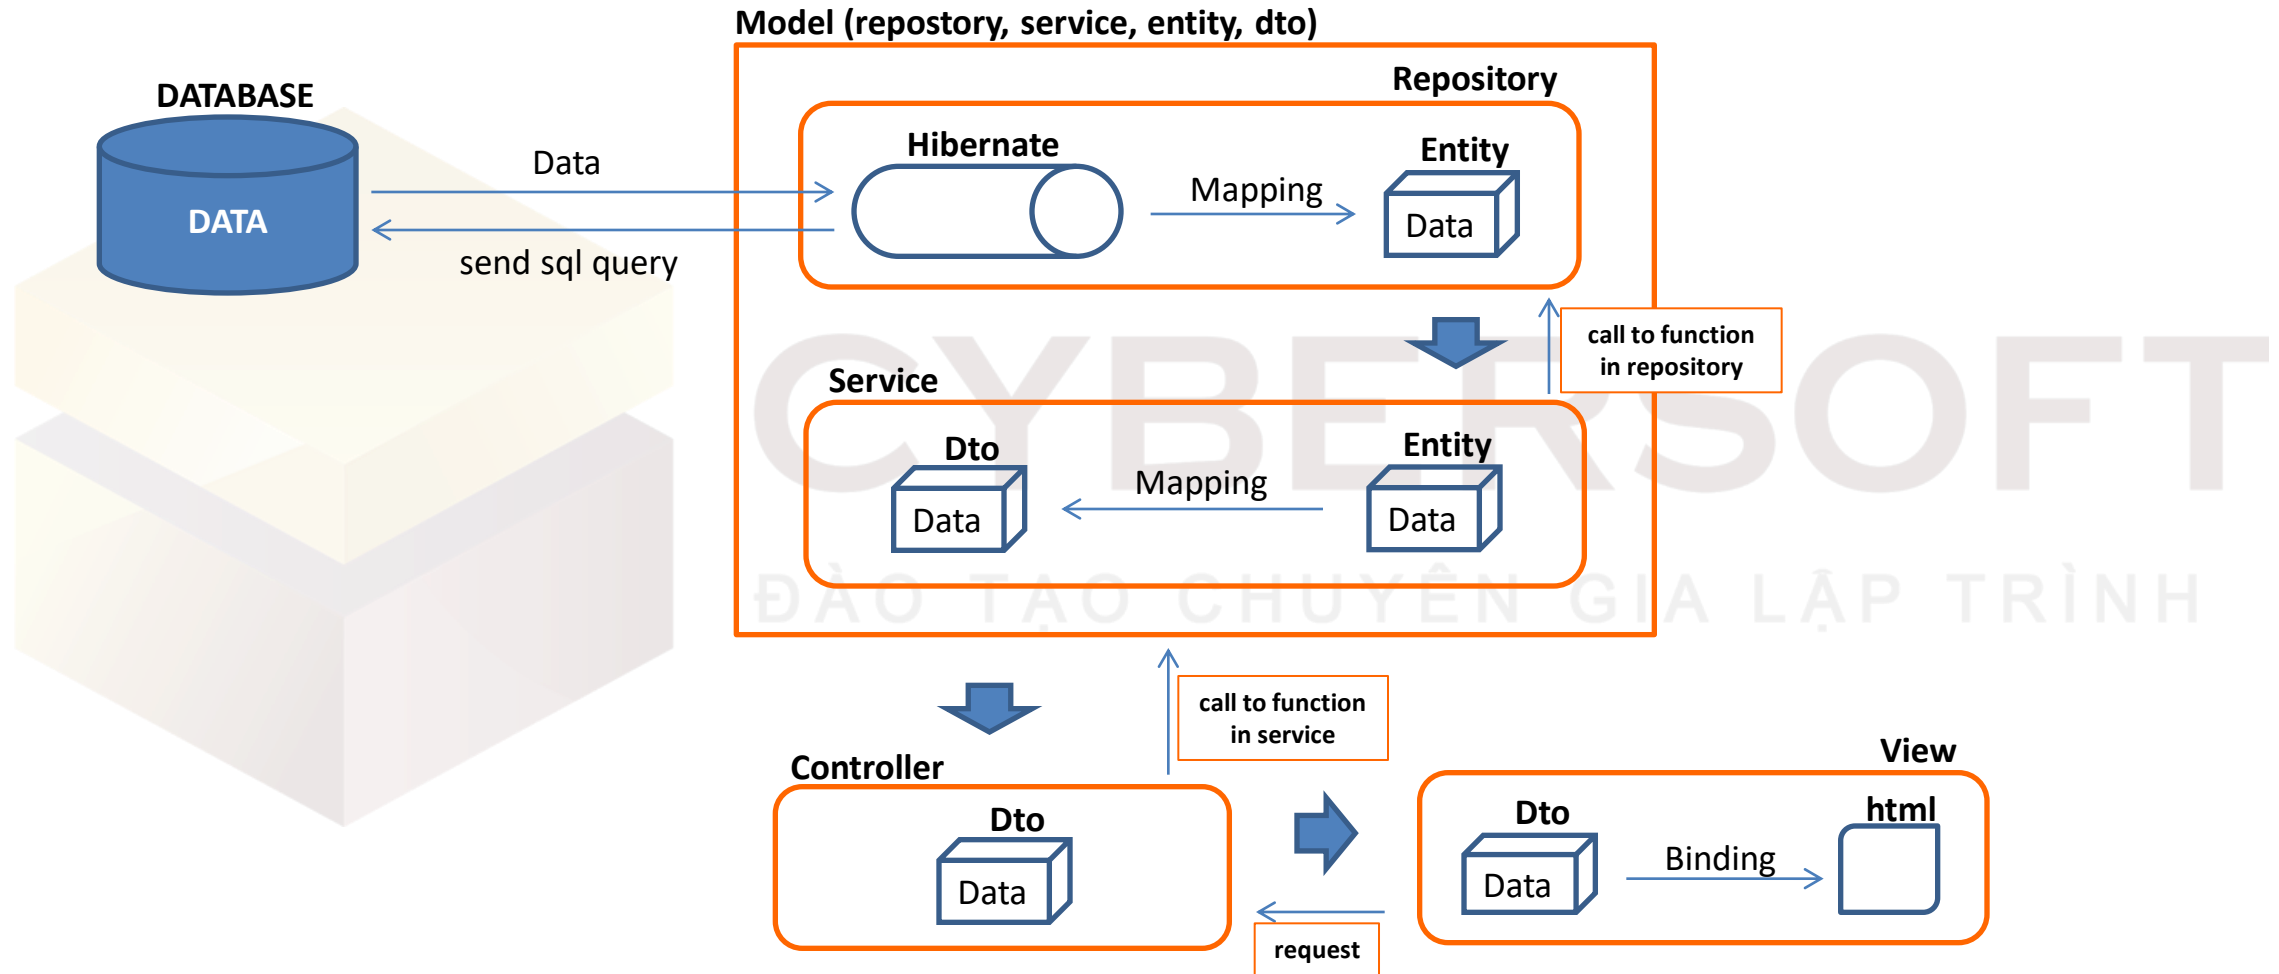 Model (repostory, service, entity, dto)
DATABASE
DATA
Data
send sql query
Repository
Hibernate
Mapping
Entity
Data
call to function
in repository
CYBERSOFT
ĐÀO TẠO CHUYÊN GIA LẬP TRÌNH
Service
Dto
Data
Mapping
Entity
Data
call to function
in service
Controller
Dto
Data
request
View
Dto
Data
Binding
html